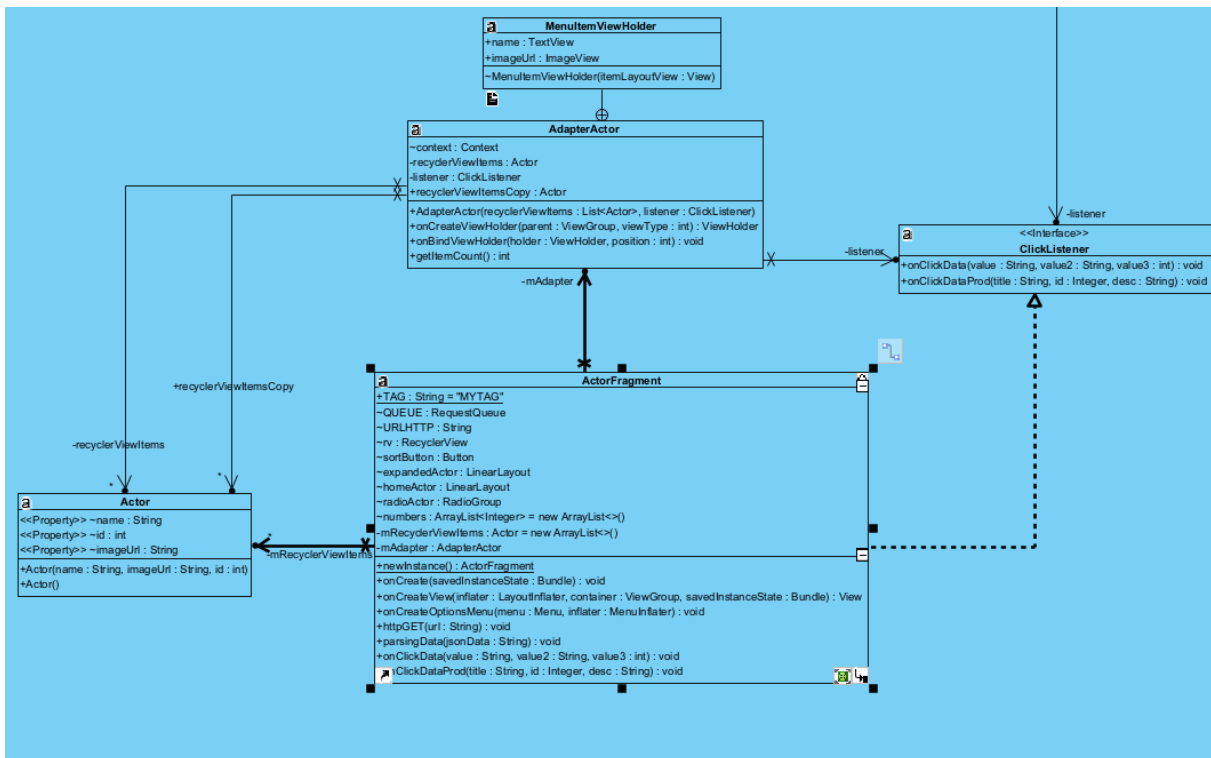 MenuItemViewHolder
+name : TextView
+imageUrl : ImageView
~MenuItemViewHolder(itemLayoutView : View)
AdapterActor
~context : Context
-recyclerViewItems : Actor
-listener : ClickListener
+recyclerViewItemsCopy : Actor
+AdapterActor(recyclerViewItems : List<Actor>, listener : ClickListener)
+onCreateViewHolder(parent : ViewGroup, viewType : int) : ViewHolder
+onBindViewHolder(holder : ViewHolder, position : int) : void
+getItemCount() : int
-listener
-listener
<<Interface>>
ClickListener
+onClickData(value : String, value2 : String, value3 : int) : void
+onClickDataProd(title : String, id : Integer, desc : String) : void
-mAdapter
+recyclerViewItemsCopy
-recyclerViewItems
*
*
Actor
<<Property>> ~name : String
<<Property>> ~id : int
<<Property>> ~imageUrl : String
+Actor(name : String, imageUrl : String, id : int)
+Actor()
*
-mRecyclerViewItems
ActorFragment
+TAG : String = "MYTAG"
~QUEUE : RequestQueue
~URLHTTP : String
~rv : RecyclerView
~sortButton : Button
~expandedActor : LinearLayout
~homeActor : LinearLayout
~radioActor : RadioGroup
~numbers : ArrayList<Integer> = new ArrayList<>()
-mRecyclerViewItems : Actor = new ArrayList<>()
-mAdapter : AdapterActor
+newInstance() : ActorFragment
+onCreate(savedInstanceState : Bundle) : void
+onCreateView(inflater : LayoutInflater, container : ViewGroup, savedInstanceState : Bundle) : View
+onCreateOptionsMenu(menu : Menu, inflater : MenuInflater) : void
+httpGET(url : String) : void
+parsingData(jsonData : String) : void
+onClickData(value : String, value2 : String, value3 : int) : void
nClickDataProd(title : String, id : Integer, desc : String) : void